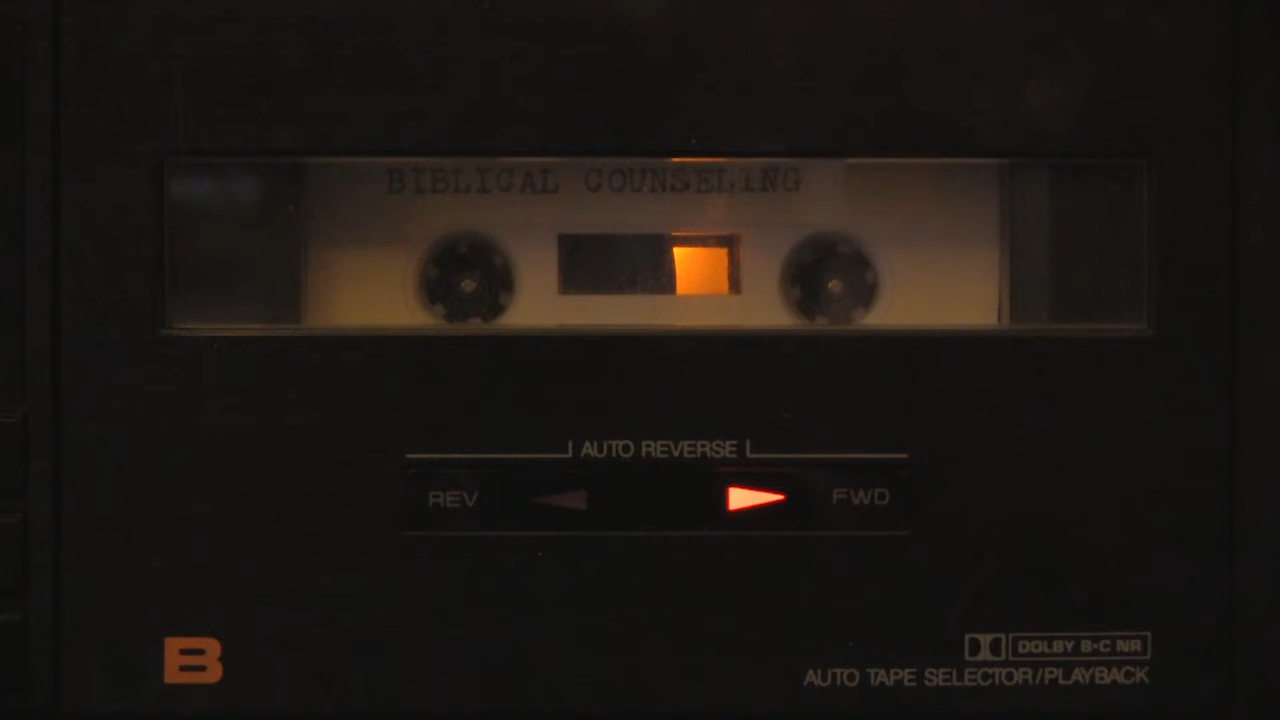 BIBLICAL COUNSELING
AUTO REVERSE
REV FWD
B
DOLBY B·C NR
AUTO TAPE SELECTOR/PLAYBACK